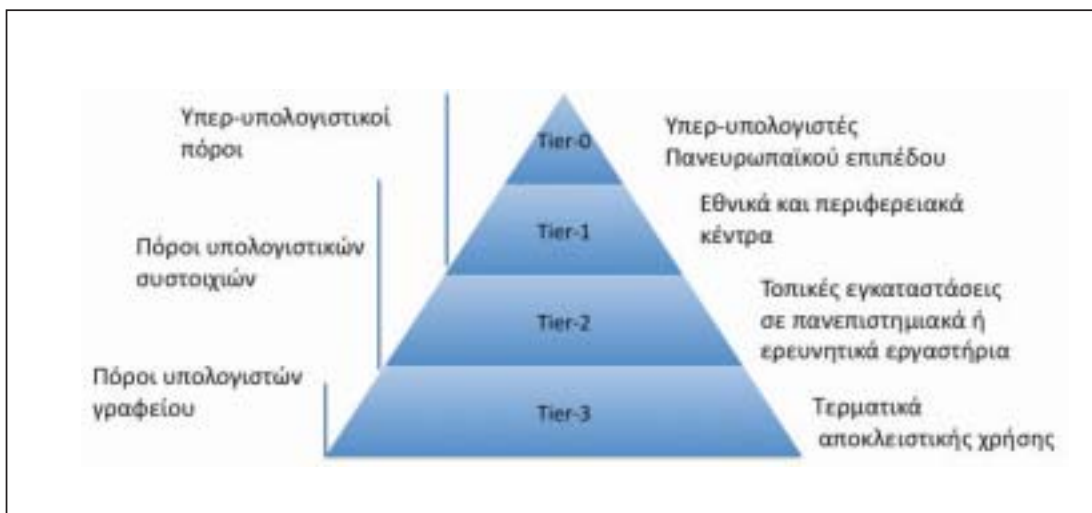 Υπερ-υπολογιστικοί
πόροι
Πόροι υπολογιστικών
συστοιχιών
Πόροι υπολογιστών
γραφείου
Tier-0
Tier-1
Tier-2
Tier-3
Υπερ-υπολογιστές
Πανευρωπαϊκού επιπέδου
Εθνικά και περιφερειακά
κέντρα
Τοπικές εγκαταστάσεις
σε πανεπιστημιακά ή
ερευνητικά εργαστήρια
Τερματικά
αποκλειστικής χρήσης